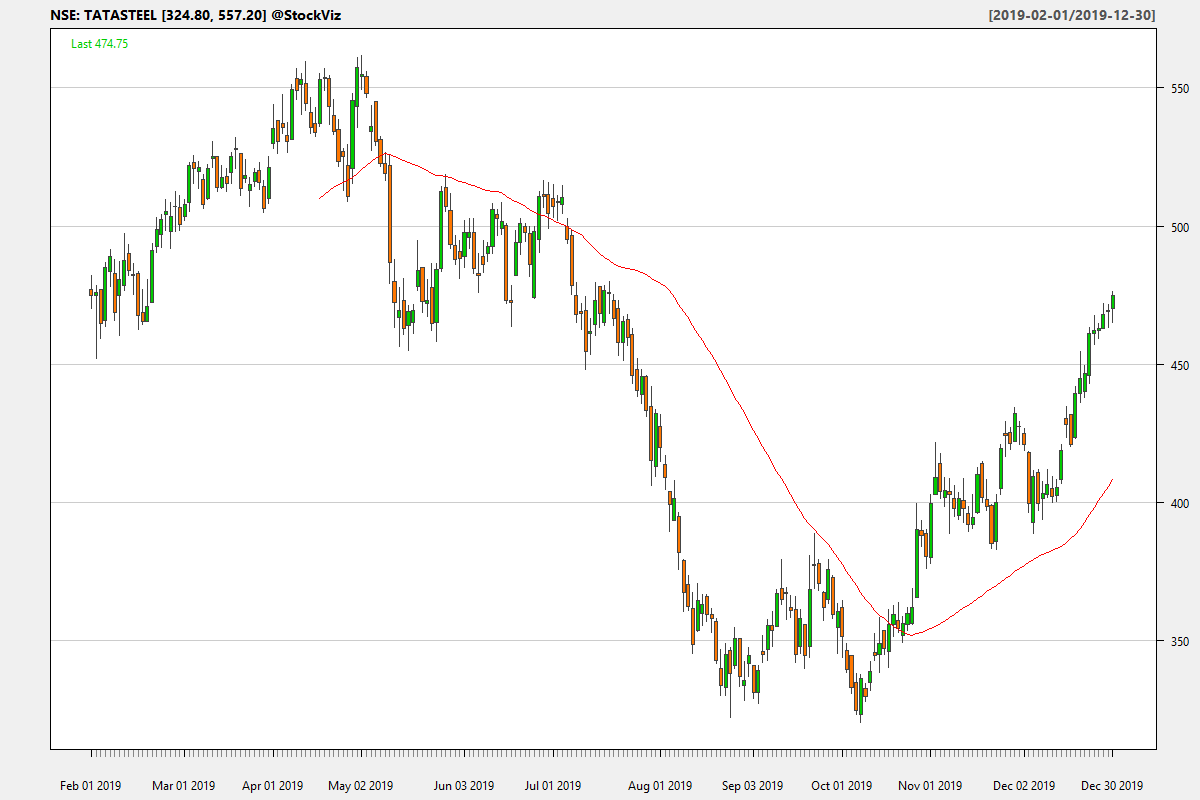 NSE: TATASTEEL [324.80, 557.20] @StockViz
[2019-02-01/2019-12-30]
Last 474.75
550
500
450
400
350
Feb 01 2019
Mar 01 2019
Apr 01 2019
May 02 2019
Jun 03 2019
Jul 01 2019
Aug 01 2019
Sep 03 2019
Oct 01 2019
Nov 01 2019
Dec 02 2019
Dec 30 2019